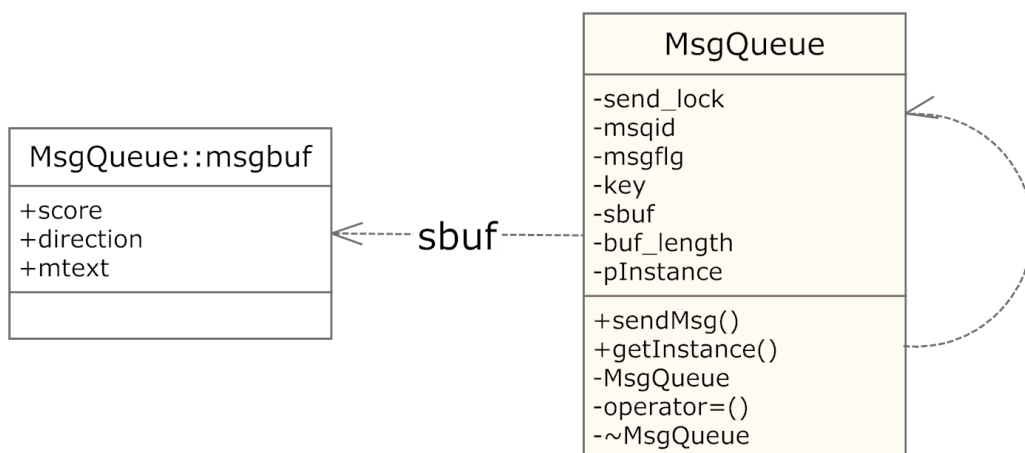 MsgQueue::msgbuf
+score
+direction
+mtext
sbuf
MsgQueue
-send_lock
-msqid
-msgflg
-key
-sbuf
-buf_length
-pInstance
+sendMsg()
+getInstance()
-MsgQueue
-operator=()
-~MsgQueue